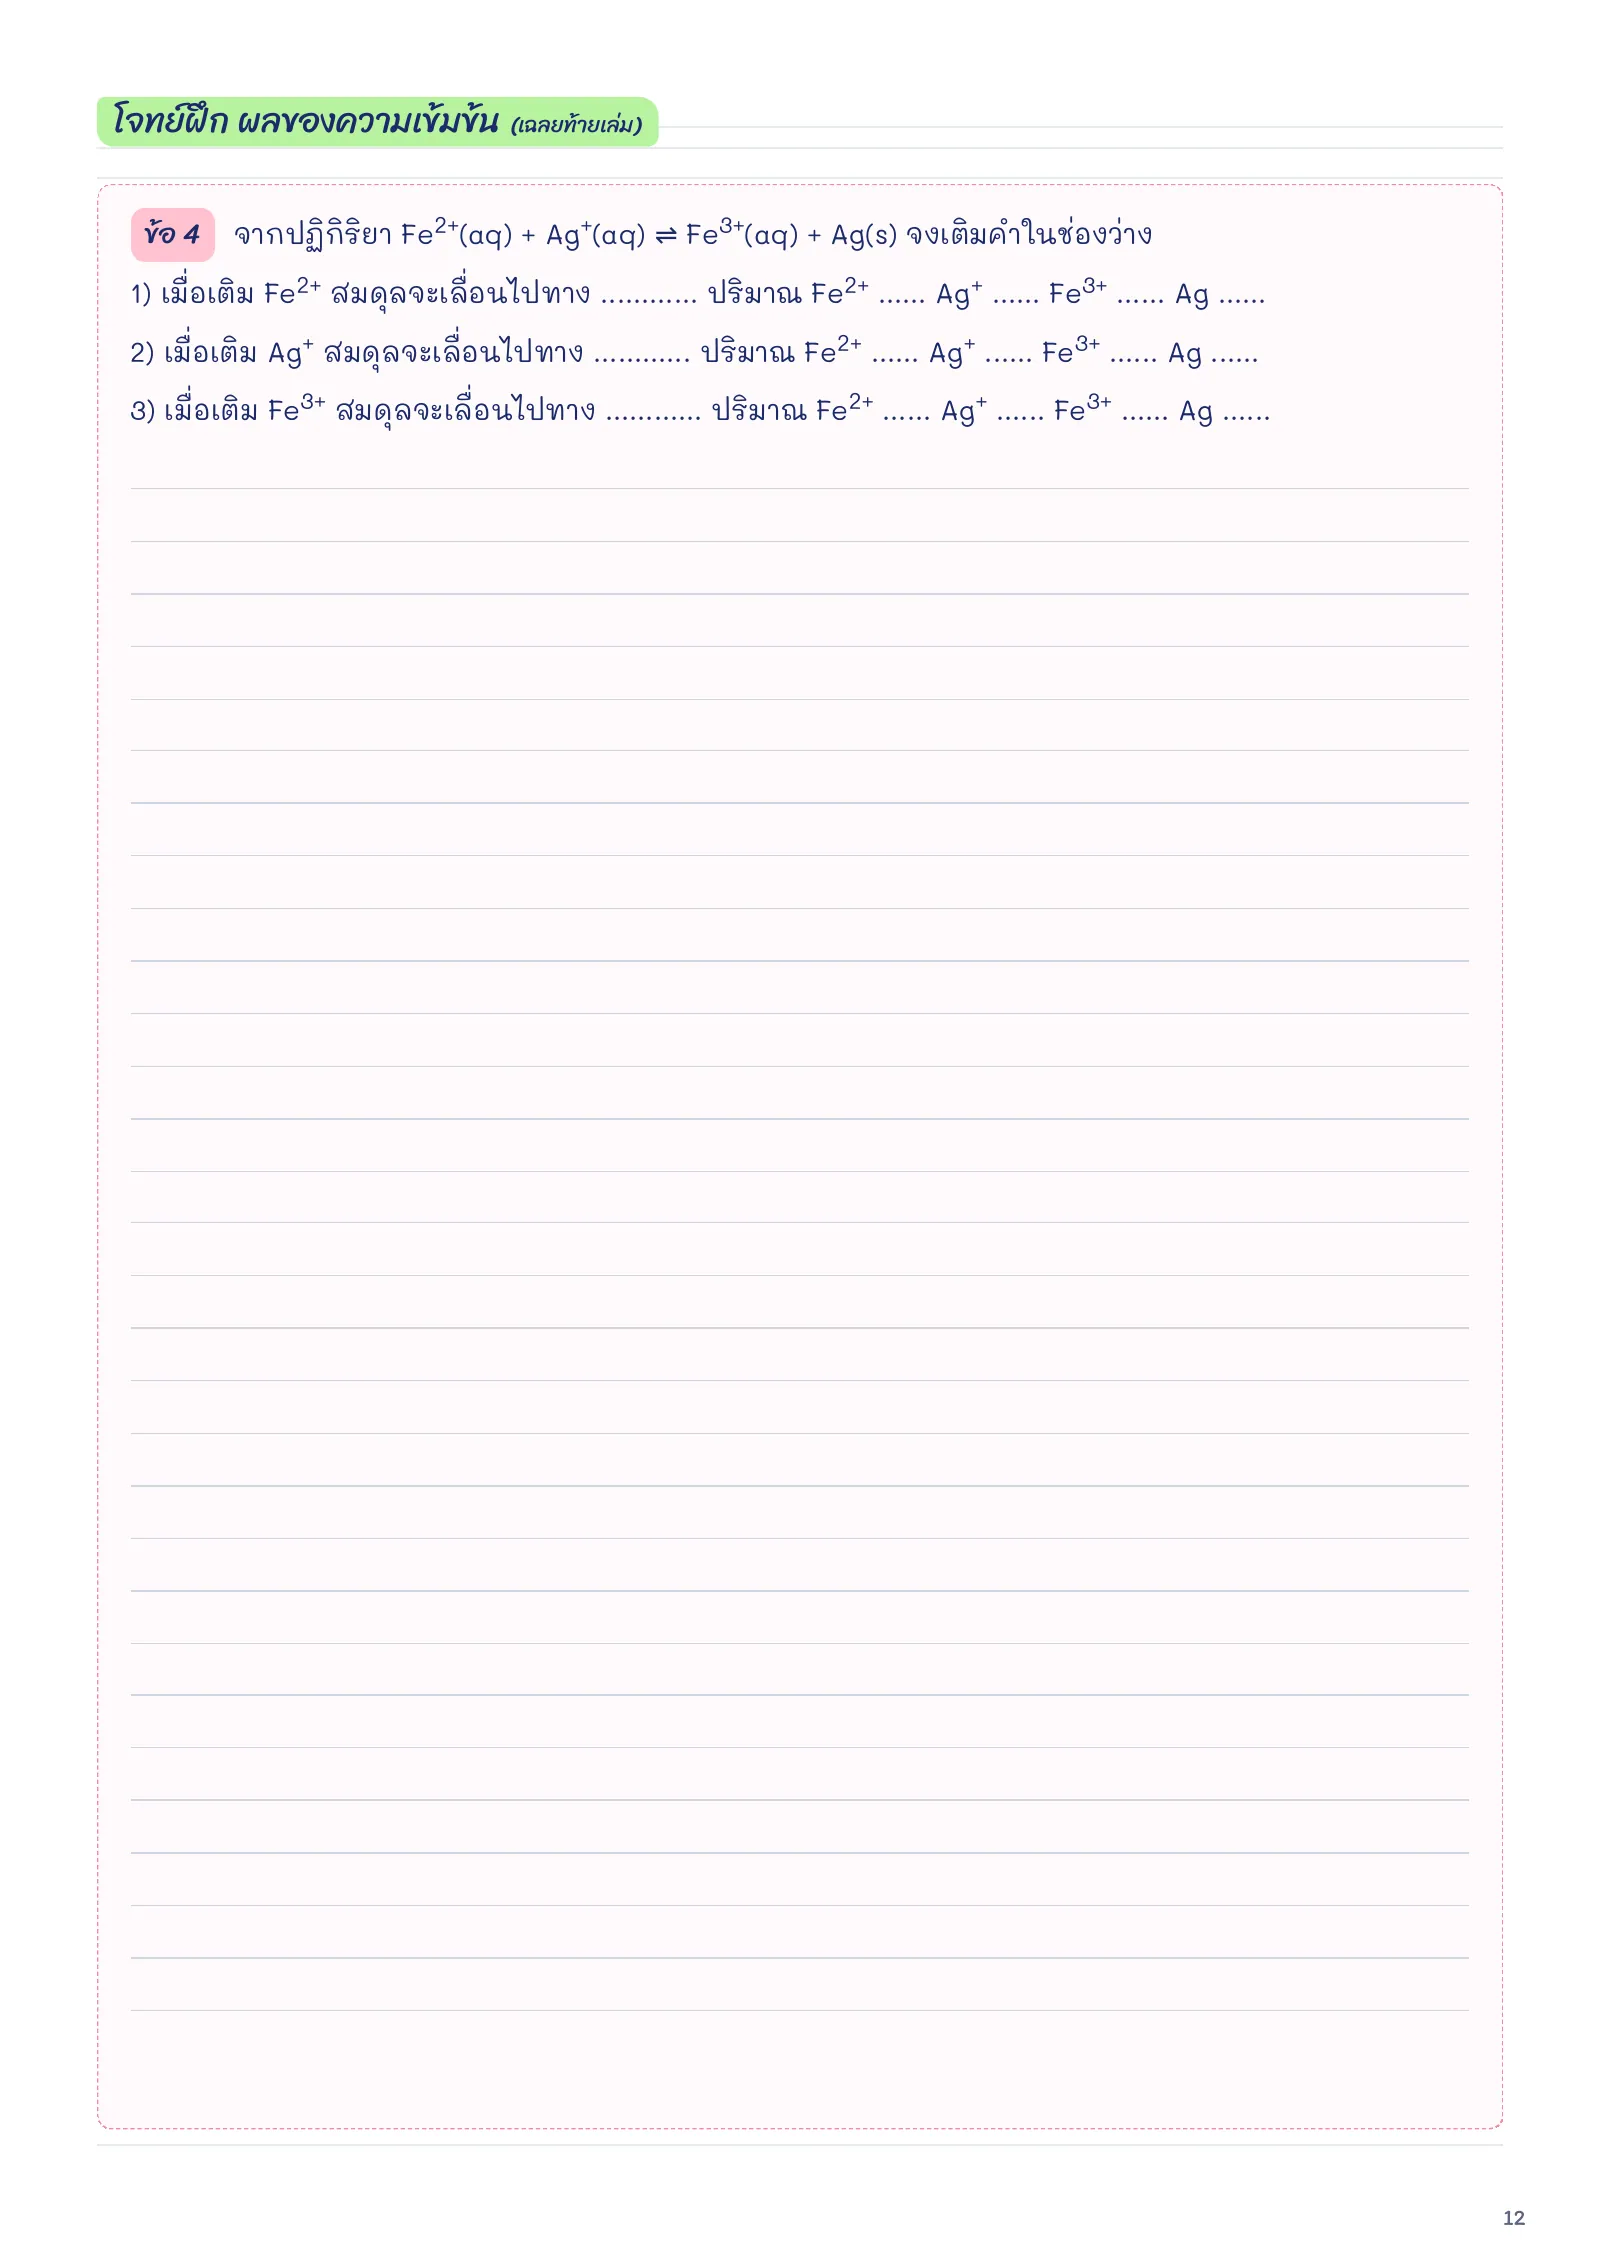 โจทย์ฝึก ผลของความเข้มข้น (เฉลยท้ายเล่ม)
ข้อ 4 จากปฏิกิริยา Fe²⁺(aq) + Ag⁺(aq) ⇌ Fe³⁺(aq) + Ag(s) จงเติมคำในช่องว่าง
1) เมื่อเติม Fe²⁺ สมดุลจะเลื่อนไปทาง ............ ปริมาณ Fe²⁺ ...... Ag⁺ ...... Fe³⁺ ...... Ag ......
2) เมื่อเติม Ag⁺ สมดุลจะเลื่อนไปทาง ............ ปริมาณ Fe²⁺ ...... Ag⁺ ...... Fe³⁺ ...... Ag ......
3) เมื่อเติม Fe³⁺ สมดุลจะเลื่อนไปทาง ............ ปริมาณ Fe²⁺ ...... Ag⁺ ...... Fe³⁺ ...... Ag ......
12